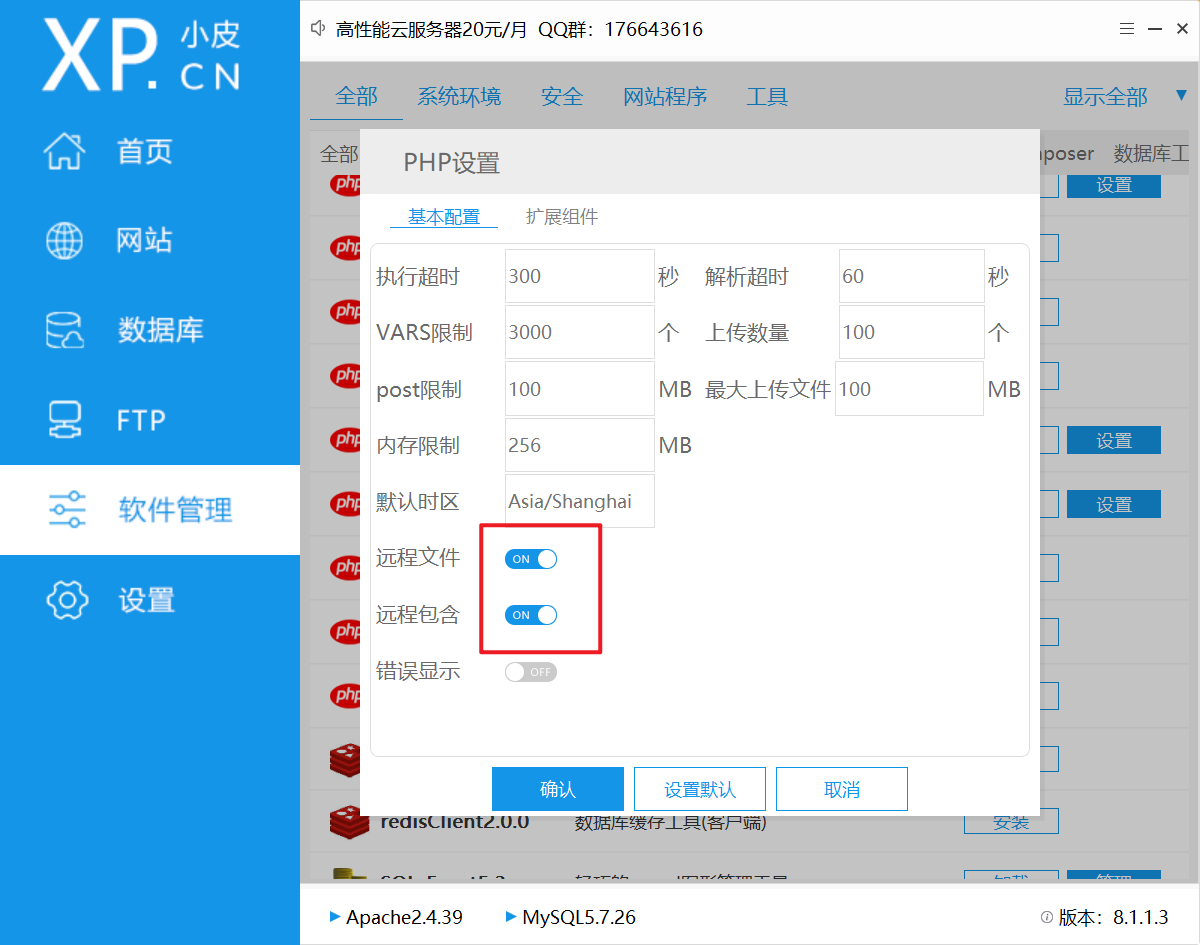 XP. 小皮
CN
高性能云服务器20元/月 QQ群：176643616
首页
网站
数据库
FTP
软件管理
设置
全部 系统环境 安全 网站程序 工具 显示全部
全部 poser 数据库工
php 设置
php
php
php
php 设置
php 设置
php
php
php
PHP设置
基本配置 扩展组件
执行超时 300 秒 解析超时 60 秒
VARS限制 3000 个 上传数量 100 个
post限制 100 MB 最大上传文件 100 MB
内存限制 256 MB
默认时区 Asia/Shanghai
远程文件 ON
远程包含 ON
错误显示 OFF
确认 设置默认 取消
redisClient2.0.0 数据库缓存工具(客户端) 安装
Apache2.4.39 MySQL5.7.26 版本：8.1.1.3